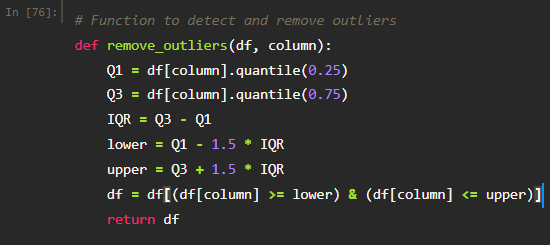 In [76]:
# Function to detect and remove outliers
def remove_outliers(df, column):
    Q1 = df[column].quantile(0.25)
    Q3 = df[column].quantile(0.75)
    IQR = Q3 - Q1
    lower = Q1 - 1.5 * IQR
    upper = Q3 + 1.5 * IQR
    df = df[(df[column] >= lower) & (df[column] <= upper)]
    return df